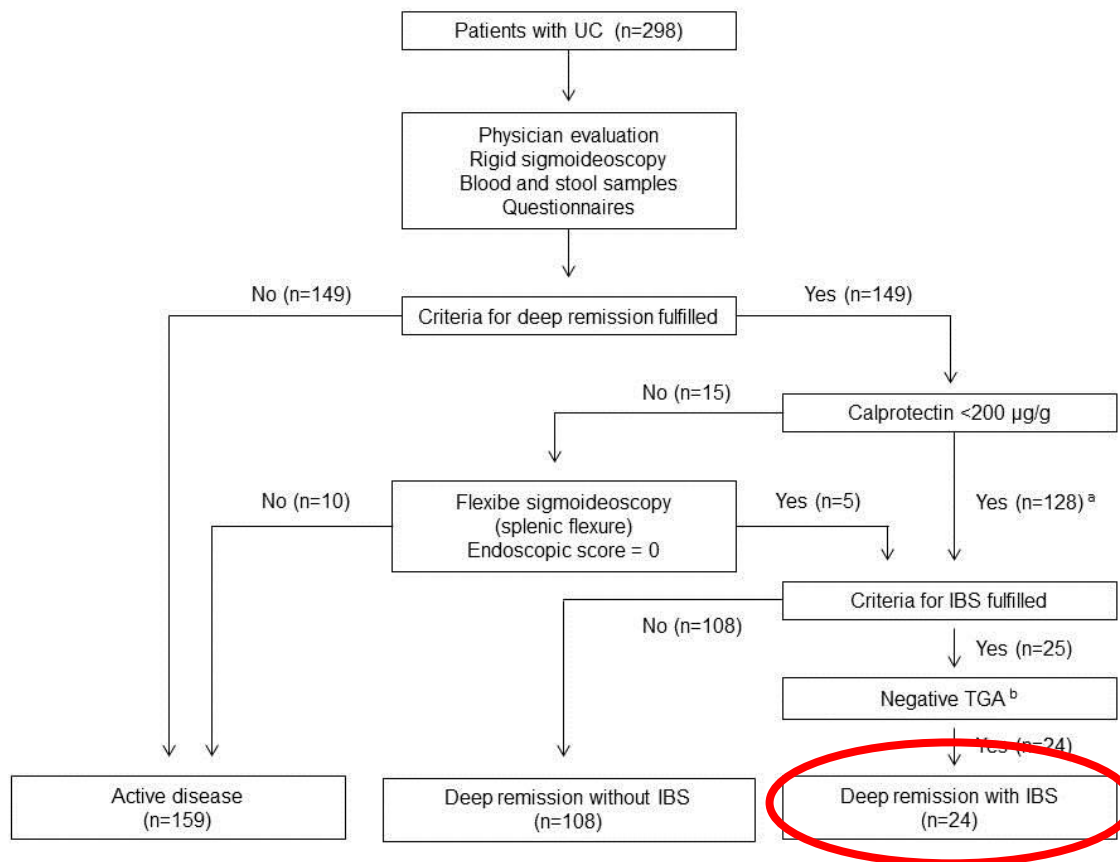 Patients with UC (n=298)
Physician evaluation
Rigid sigmoideoscopy
Blood and stool samples
Questionnaires
No (n=149)
Yes (n=149)
Criteria for deep remission fulfilled
No (n=15)
Calprotectin <200 µg/g
No (n=10)
Flexibe sigmoideoscopy
(splenic flexure)
Endoscopic score = 0
Yes (n=5)
Yes (n=128) a
Criteria for IBS fulfilled
No (n=108)
Yes (n=25)
Negative TGA b
Yes (n=24)
Active disease
(n=159)
Deep remission without IBS
(n=108)
Deep remission with IBS
(n=24)